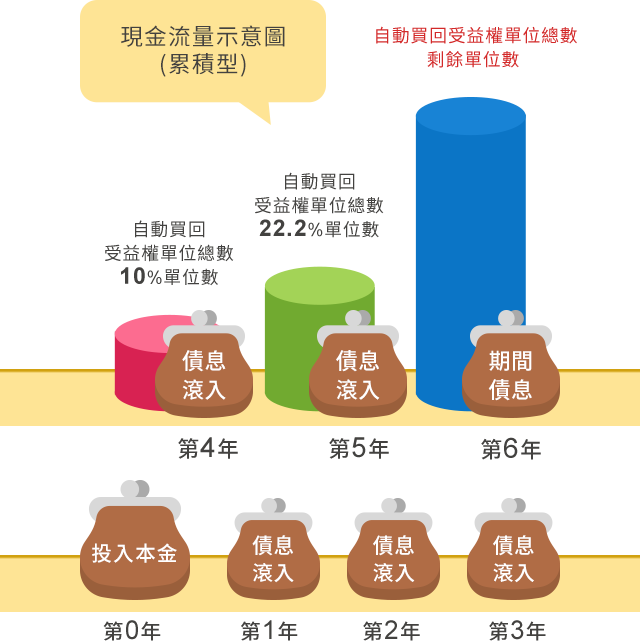 現金流量示意圖
(累積型)
自動買回受益權單位總數
剩餘單位數
自動買回
受益權單位總數
22.2%單位數
自動買回
受益權單位總數
10%單位數
債息
滾入
債息
滾入
期間
債息
第4年
第5年
第6年
投入本金
債息
滾入
債息
滾入
債息
滾入
第0年
第1年
第2年
第3年